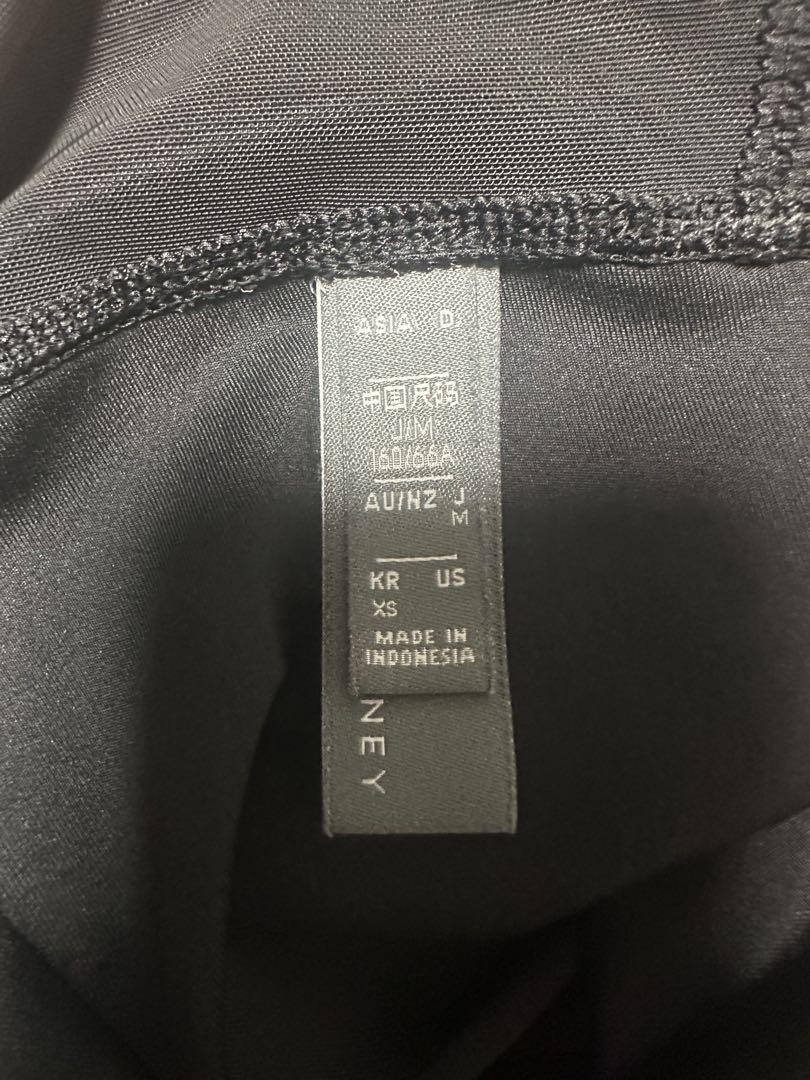 ASIA D
中国尺码
J/M
160/66A
AU/NZ J
M
KR US
XS
MADE IN
INDONESIA
NEY